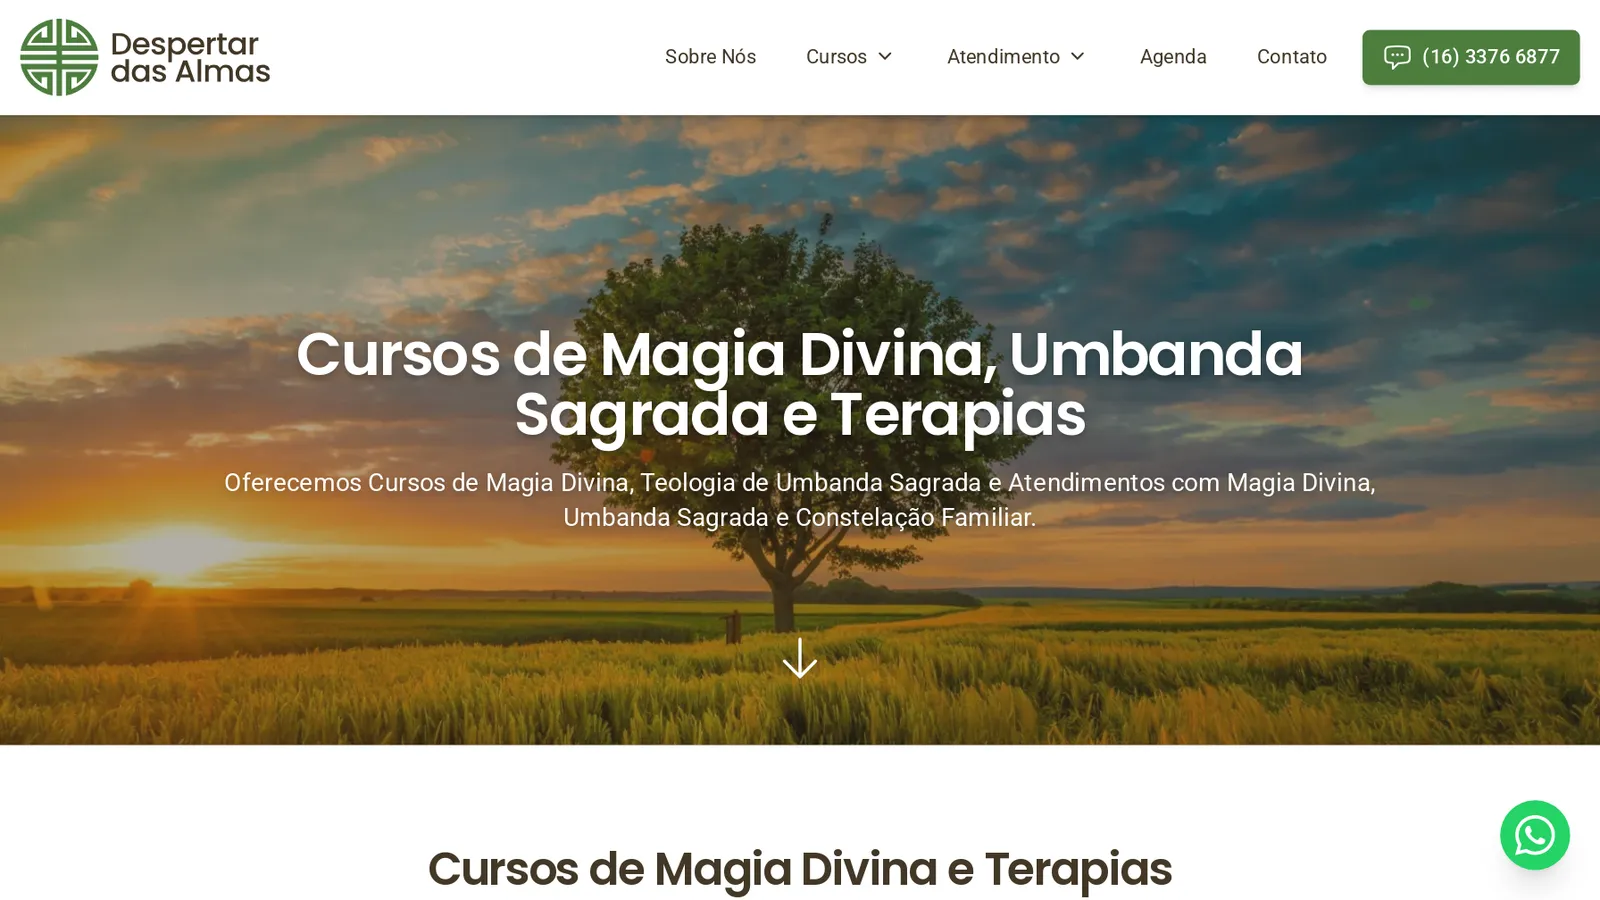 Despertar
das Almas
Sobre Nós
Cursos
Atendimento
Agenda
Contato
(16) 3376 6877
Cursos de Magia Divina, Umbanda
Sagrada e Terapias
Oferecemos Cursos de Magia Divina, Teologia de Umbanda Sagrada e Atendimentos com Magia Divina,
Umbanda Sagrada e Constelação Familiar.
Cursos de Magia Divina e Terapias